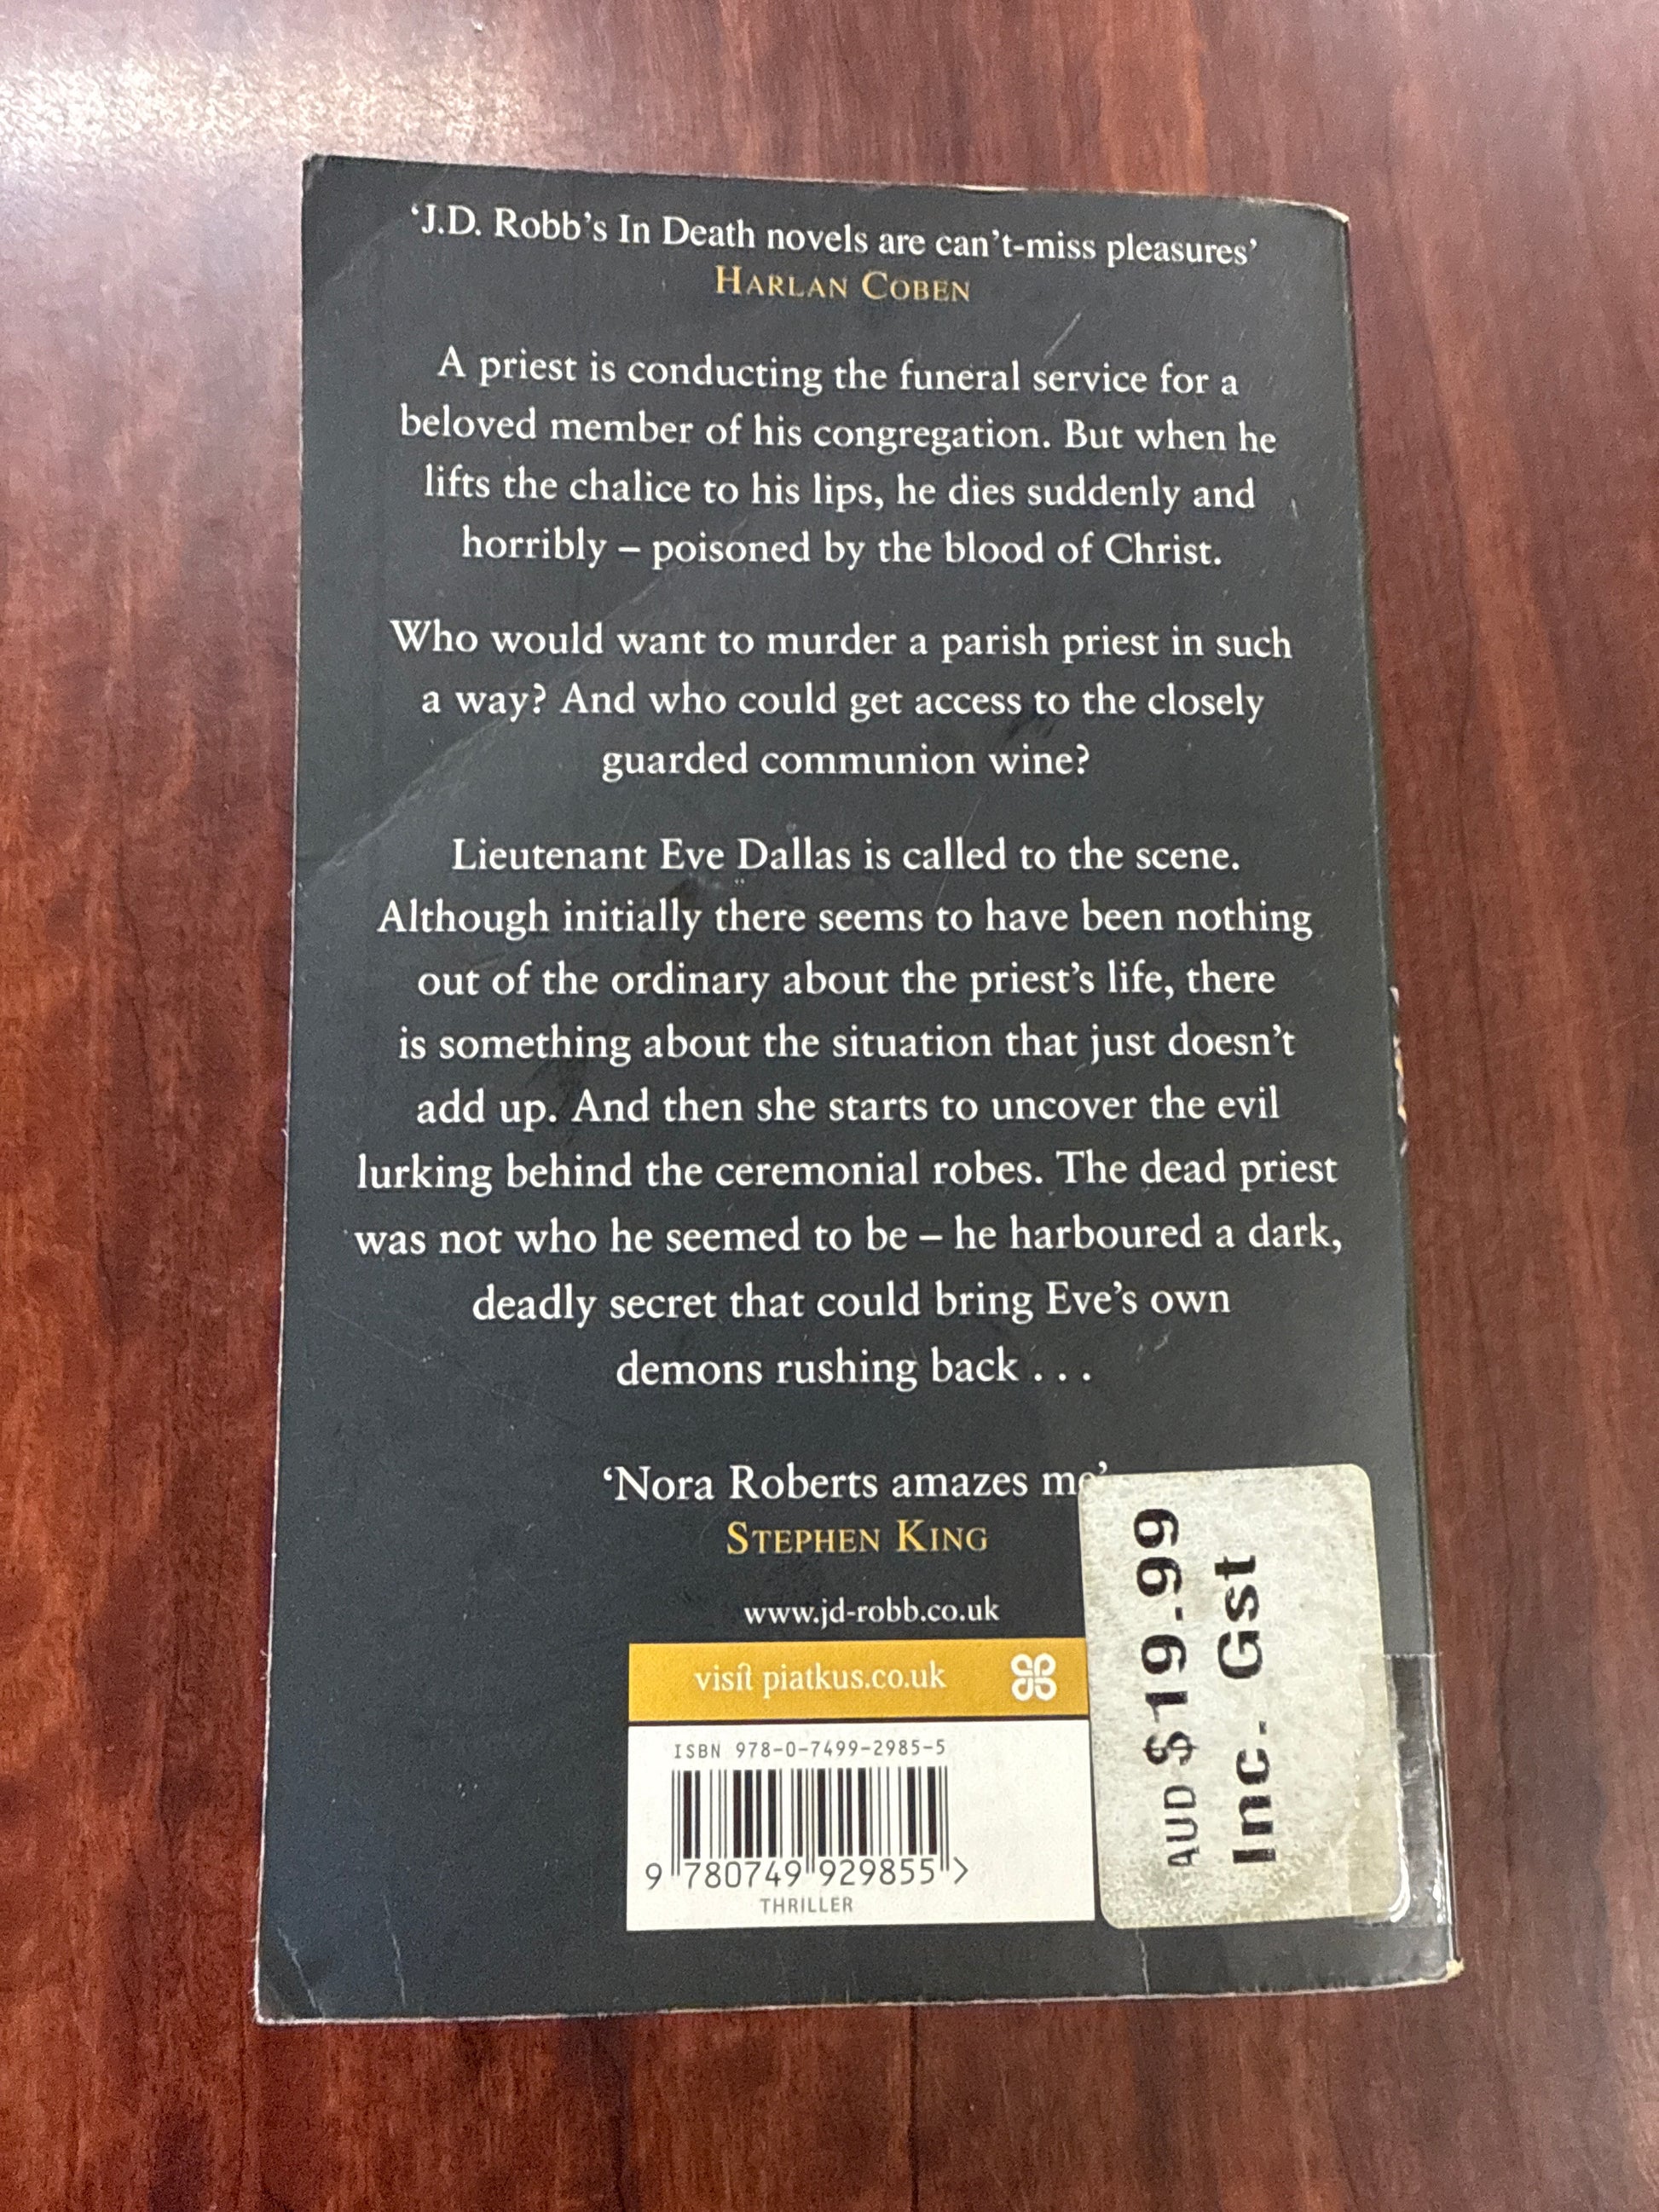 ‘J.D. Robb’s In Death novels are can’t-miss pleasures’
HARLAN COBEN
A priest is conducting the funeral service for a
beloved member of his congregation. But when he
lifts the chalice to his lips, he dies suddenly and
horribly – poisoned by the blood of Christ.
Who would want to murder a parish priest in such
a way? And who could get access to the closely
guarded communion wine?
Lieutenant Eve Dallas is called to the scene.
Although initially there seems to have been nothing
out of the ordinary about the priest’s life, there
is something about the situation that just doesn’t
add up. And then she starts to uncover the evil
lurking behind the ceremonial robes. The dead priest
was not who he seemed to be – he harboured a dark,
deadly secret that could bring Eve’s own
demons rushing back . . .
‘Nora Roberts amazes me’
STEPHEN KING
www.jd-robb.co.uk
visit piatkus.co.uk
ISBN 978-0-7499-2985-5
9 780749 929855 >
THRILLER
AUD $19.99
Inc. Gst